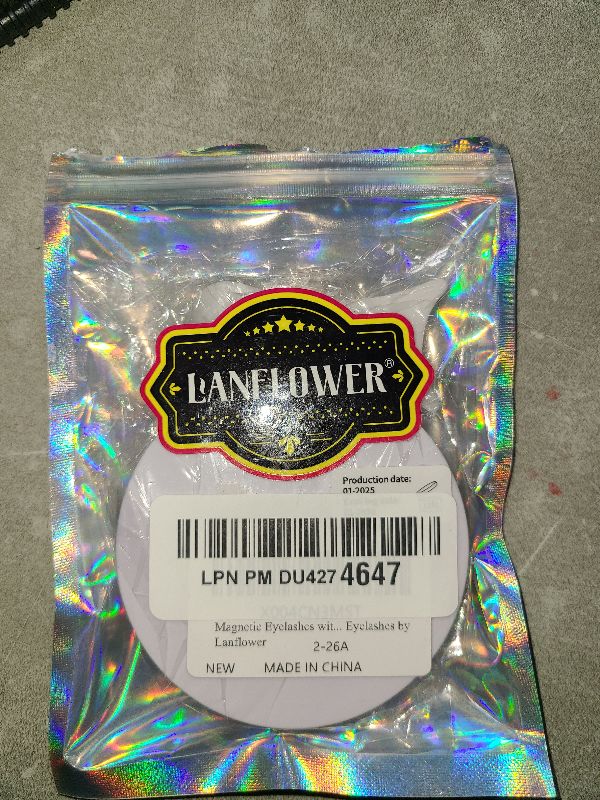 LANFLOWER®
Production date:
01-2025
LPN PM DU427 4647
Magnetic Eyelashes wit... Eyelashes by
Lanflower
2-26A
NEW MADE IN CHINA